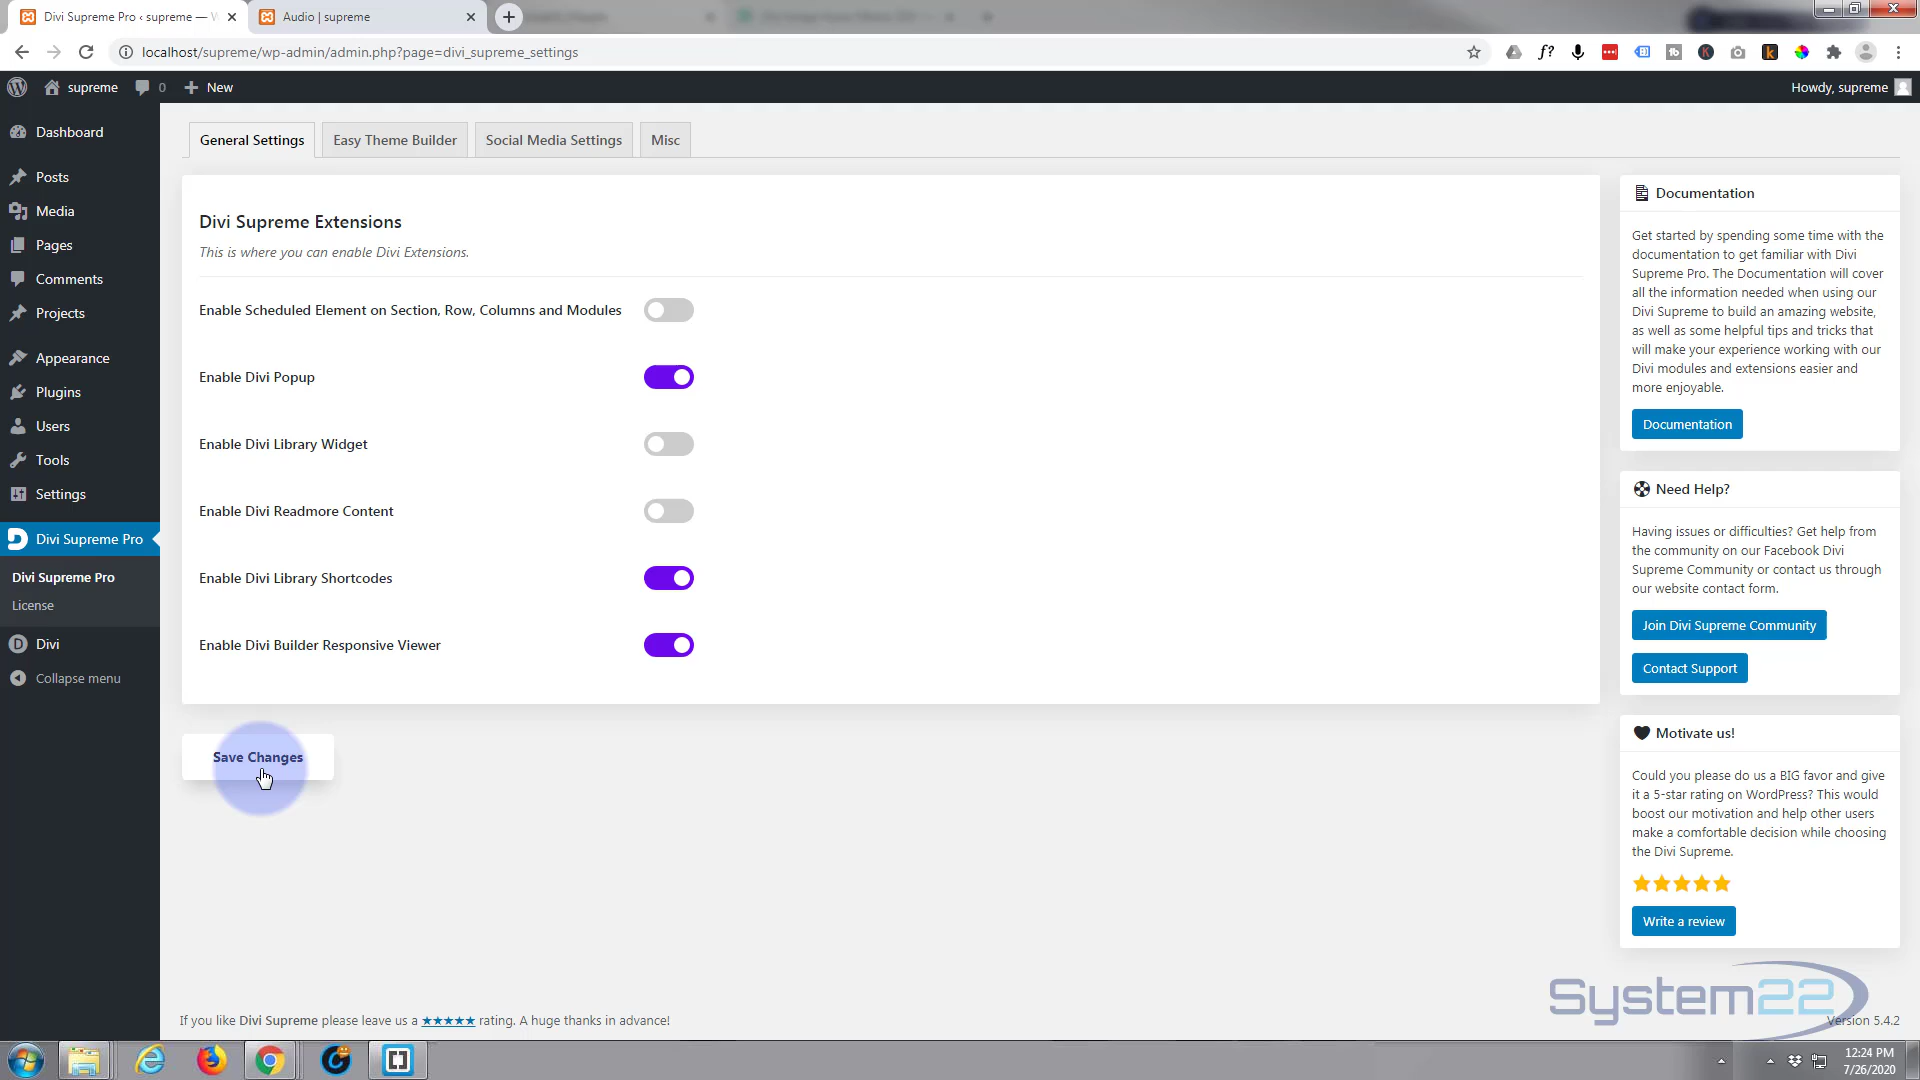 Divi Supreme Pro ‹ supreme — W
Audio | supreme
localhost/supreme/wp-admin/admin.php?page=divi_supreme_settings
supreme
0
New
Howdy, supreme
Dashboard
Posts
Media
Pages
Comments
Projects
Appearance
Plugins
Users
Tools
Settings
Divi Supreme Pro
Divi Supreme Pro
License
Divi
Collapse menu
General Settings
Easy Theme Builder
Social Media Settings
Misc
Divi Supreme Extensions
This is where you can enable Divi Extensions.
Enable Scheduled Element on Section, Row, Columns and Modules
Enable Divi Popup
Enable Divi Library Widget
Enable Divi Readmore Content
Enable Divi Library Shortcodes
Enable Divi Builder Responsive Viewer
Save Changes
Documentation
Get started by spending some time with the
documentation to get familiar with Divi
Supreme Pro. The Documentation will cover
all the information needed when using our
Divi Supreme to build an amazing website,
as well as some helpful tips and tricks that
will make your experience working with our
Divi modules and extensions easier and
more enjoyable.
Documentation
Need Help?
Having issues or difficulties? Get help from
the community on our Facebook Divi
Supreme Community or contact us through
our website contact form.
Join Divi Supreme Community
Contact Support
Motivate us!
Could you please do us a BIG favor and give
it a 5-star rating on WordPress? This would
boost our motivation and help other users
make a comfortable decision while choosing
the Divi Supreme.
Write a review
If you like Divi Supreme please leave us a ★★★★★ rating. A huge thanks in advance!
System22
Version 5.4.2
12:24 PM
7/26/2020